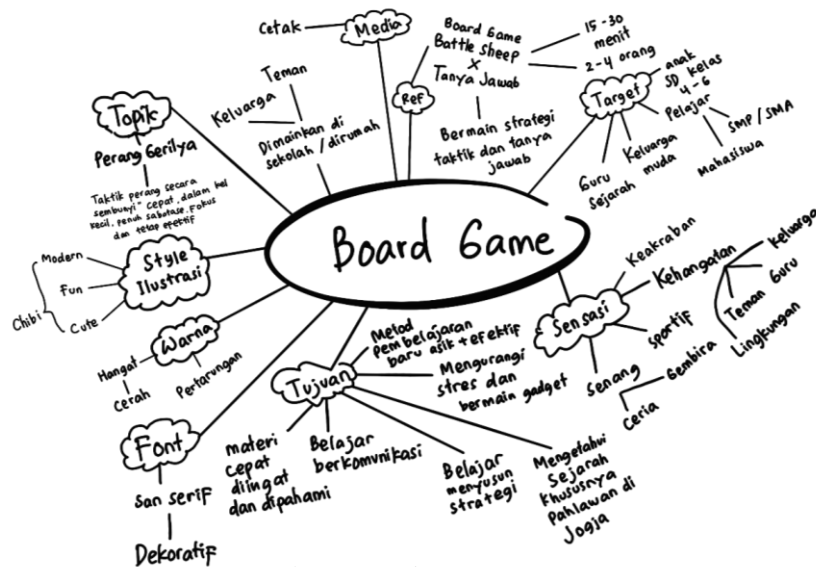 Board Game
Media
Cetak
Ref
Board Game
Battle Sheep
X
Tanya Jawab
15-30
menit
2-4 orang
Bermain strategi
taktik dan tanya
jawab
Target
anak
SD kelas
4-6
Pelajar
SMP / SMA
Mahasiswa
Keluarga
muda
Guru
Sejarah
Teman
Keluarga
Dimainkan di
sekolah / dirumah
Topik
Perang Gerilya
Taktik perang secara
sembunyi" cepat, dalam kel
kecil, penuh sabotase. Fokus
dan tetap efektif
Style
Ilustrasi
Modern
Fun
Cute
Chibi
Warna
Hangat
Cerah
Pertarungan
Font
San serif
Dekoratif
Tujuan
Metod
pembelajaran
baru asik + efektif
Mengurangi
stres dan
bermain gadget
materi
cepat
diingat
dan dipahami
Belajar
berkomunikasi
Belajar
menyusun
strategi
Mengetahui
Sejarah
khususnya
Pahlawan di
Jogja
Sensasi
Keakraban
Kehangatan
keluarga
Teman Guru
Lingkungan
Sportif
Senang
Gembira
Ceria